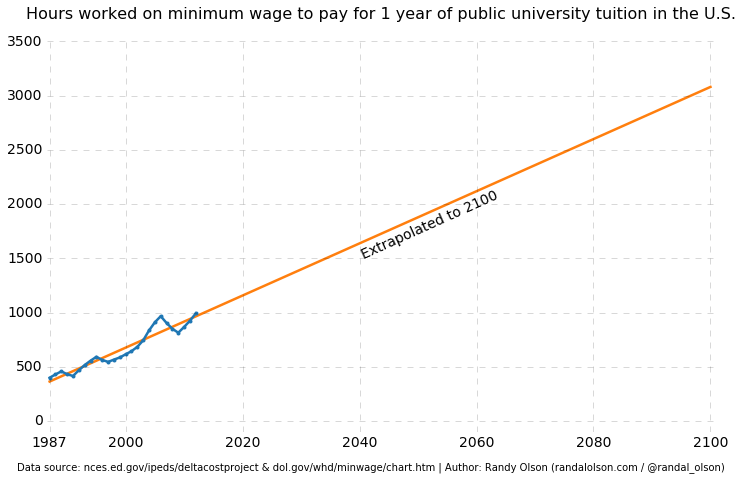 Hours worked on minimum wage to pay for 1 year of public university tuition in the U.S.
3500
3000
2500
2000
1500
1000
500
0
Extrapolated to 2100
1987 2000 2020 2040 2060 2080 2100
Data source: nces.ed.gov/ipeds/deltacostproject & dol.gov/whd/minwage/chart.htm | Author: Randy Olson (randalolson.com / @randal_olson)